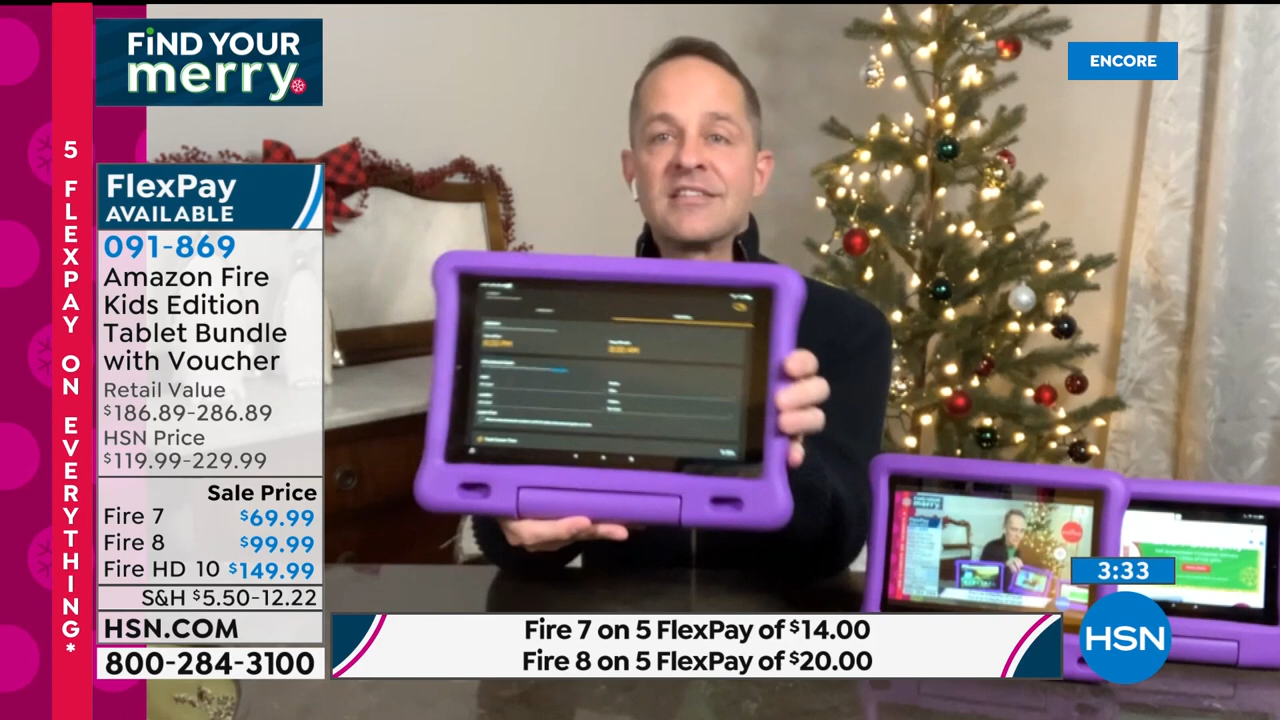 FiND YOUR
merry.
ENCORE
5 FLEXPAY ON EVERYTHING*
FlexPay
AVAILABLE
091-869
Amazon Fire
Kids Edition
Tablet Bundle
with Voucher
Retail Value
$186.89-286.89
HSN Price
$119.99-229.99
Sale Price
Fire 7 $69.99
Fire 8 $99.99
Fire HD 10 $149.99
S&H $5.50-12.22
HSN.COM
800-284-3100
Fire 7 on 5 FlexPay of $14.00
Fire 8 on 5 FlexPay of $20.00
3:33
HSN
merry